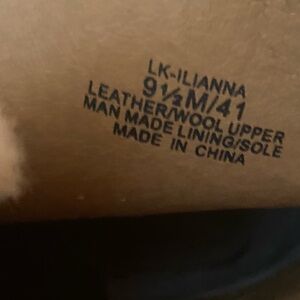 LK-ILIANNA
9½M/41
LEATHER/WOOL UPPER
MAN MADE LINING/SOLE
MADE IN CHINA